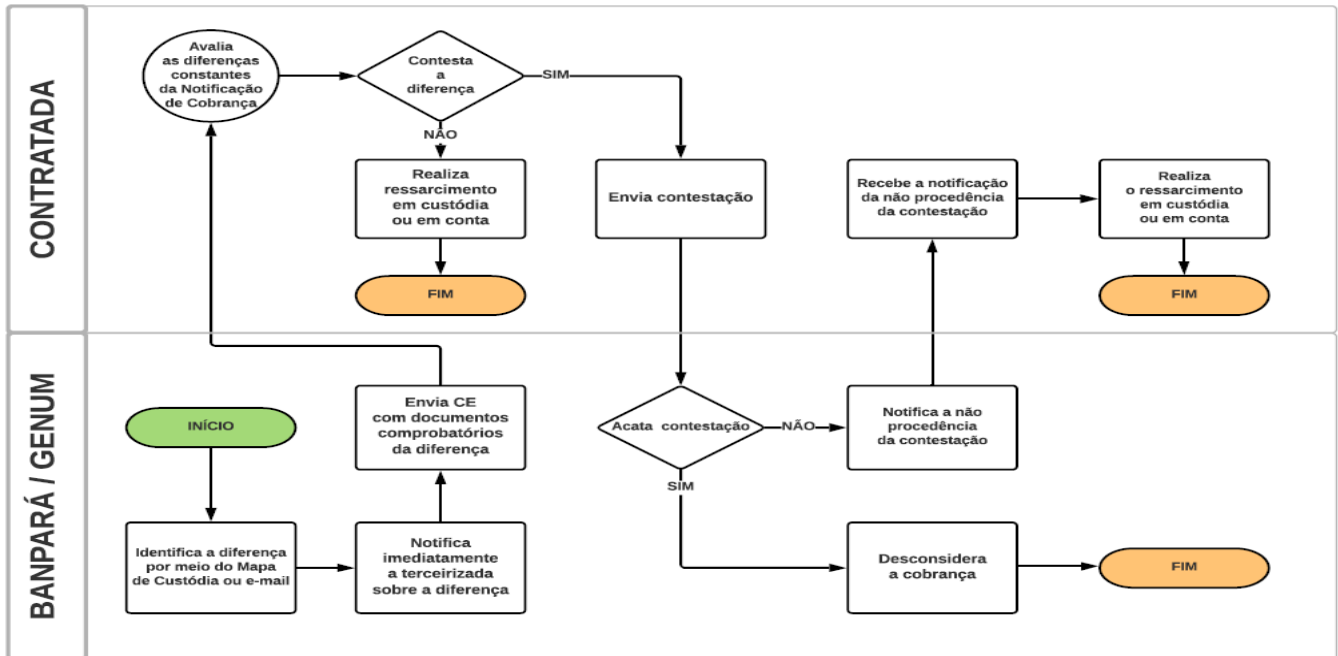 CONTRATADA
Avalia
as diferenças
constantes
da Notificação
de Cobrança
Contesta
a
diferença
SIM
NÃO
Realiza
ressarcimento
em custódia
ou em conta
FIM
Envia contestação
Recebe a notificação
da não procedência
da contestação
Realiza
o ressarcimento
em custódia
ou em conta
FIM
BANPARÁ / GENUM
INÍCIO
Identifica a diferença
por meio do Mapa
de Custódia ou e-mail
Notifica
imediatamente
a terceirizada
sobre a diferença
Envia CE
com documentos
comprobatórios
da diferença
Acata contestação
NÃO
SIM
Notifica a não
procedência
da contestação
Desconsidera
a cobrança
FIM